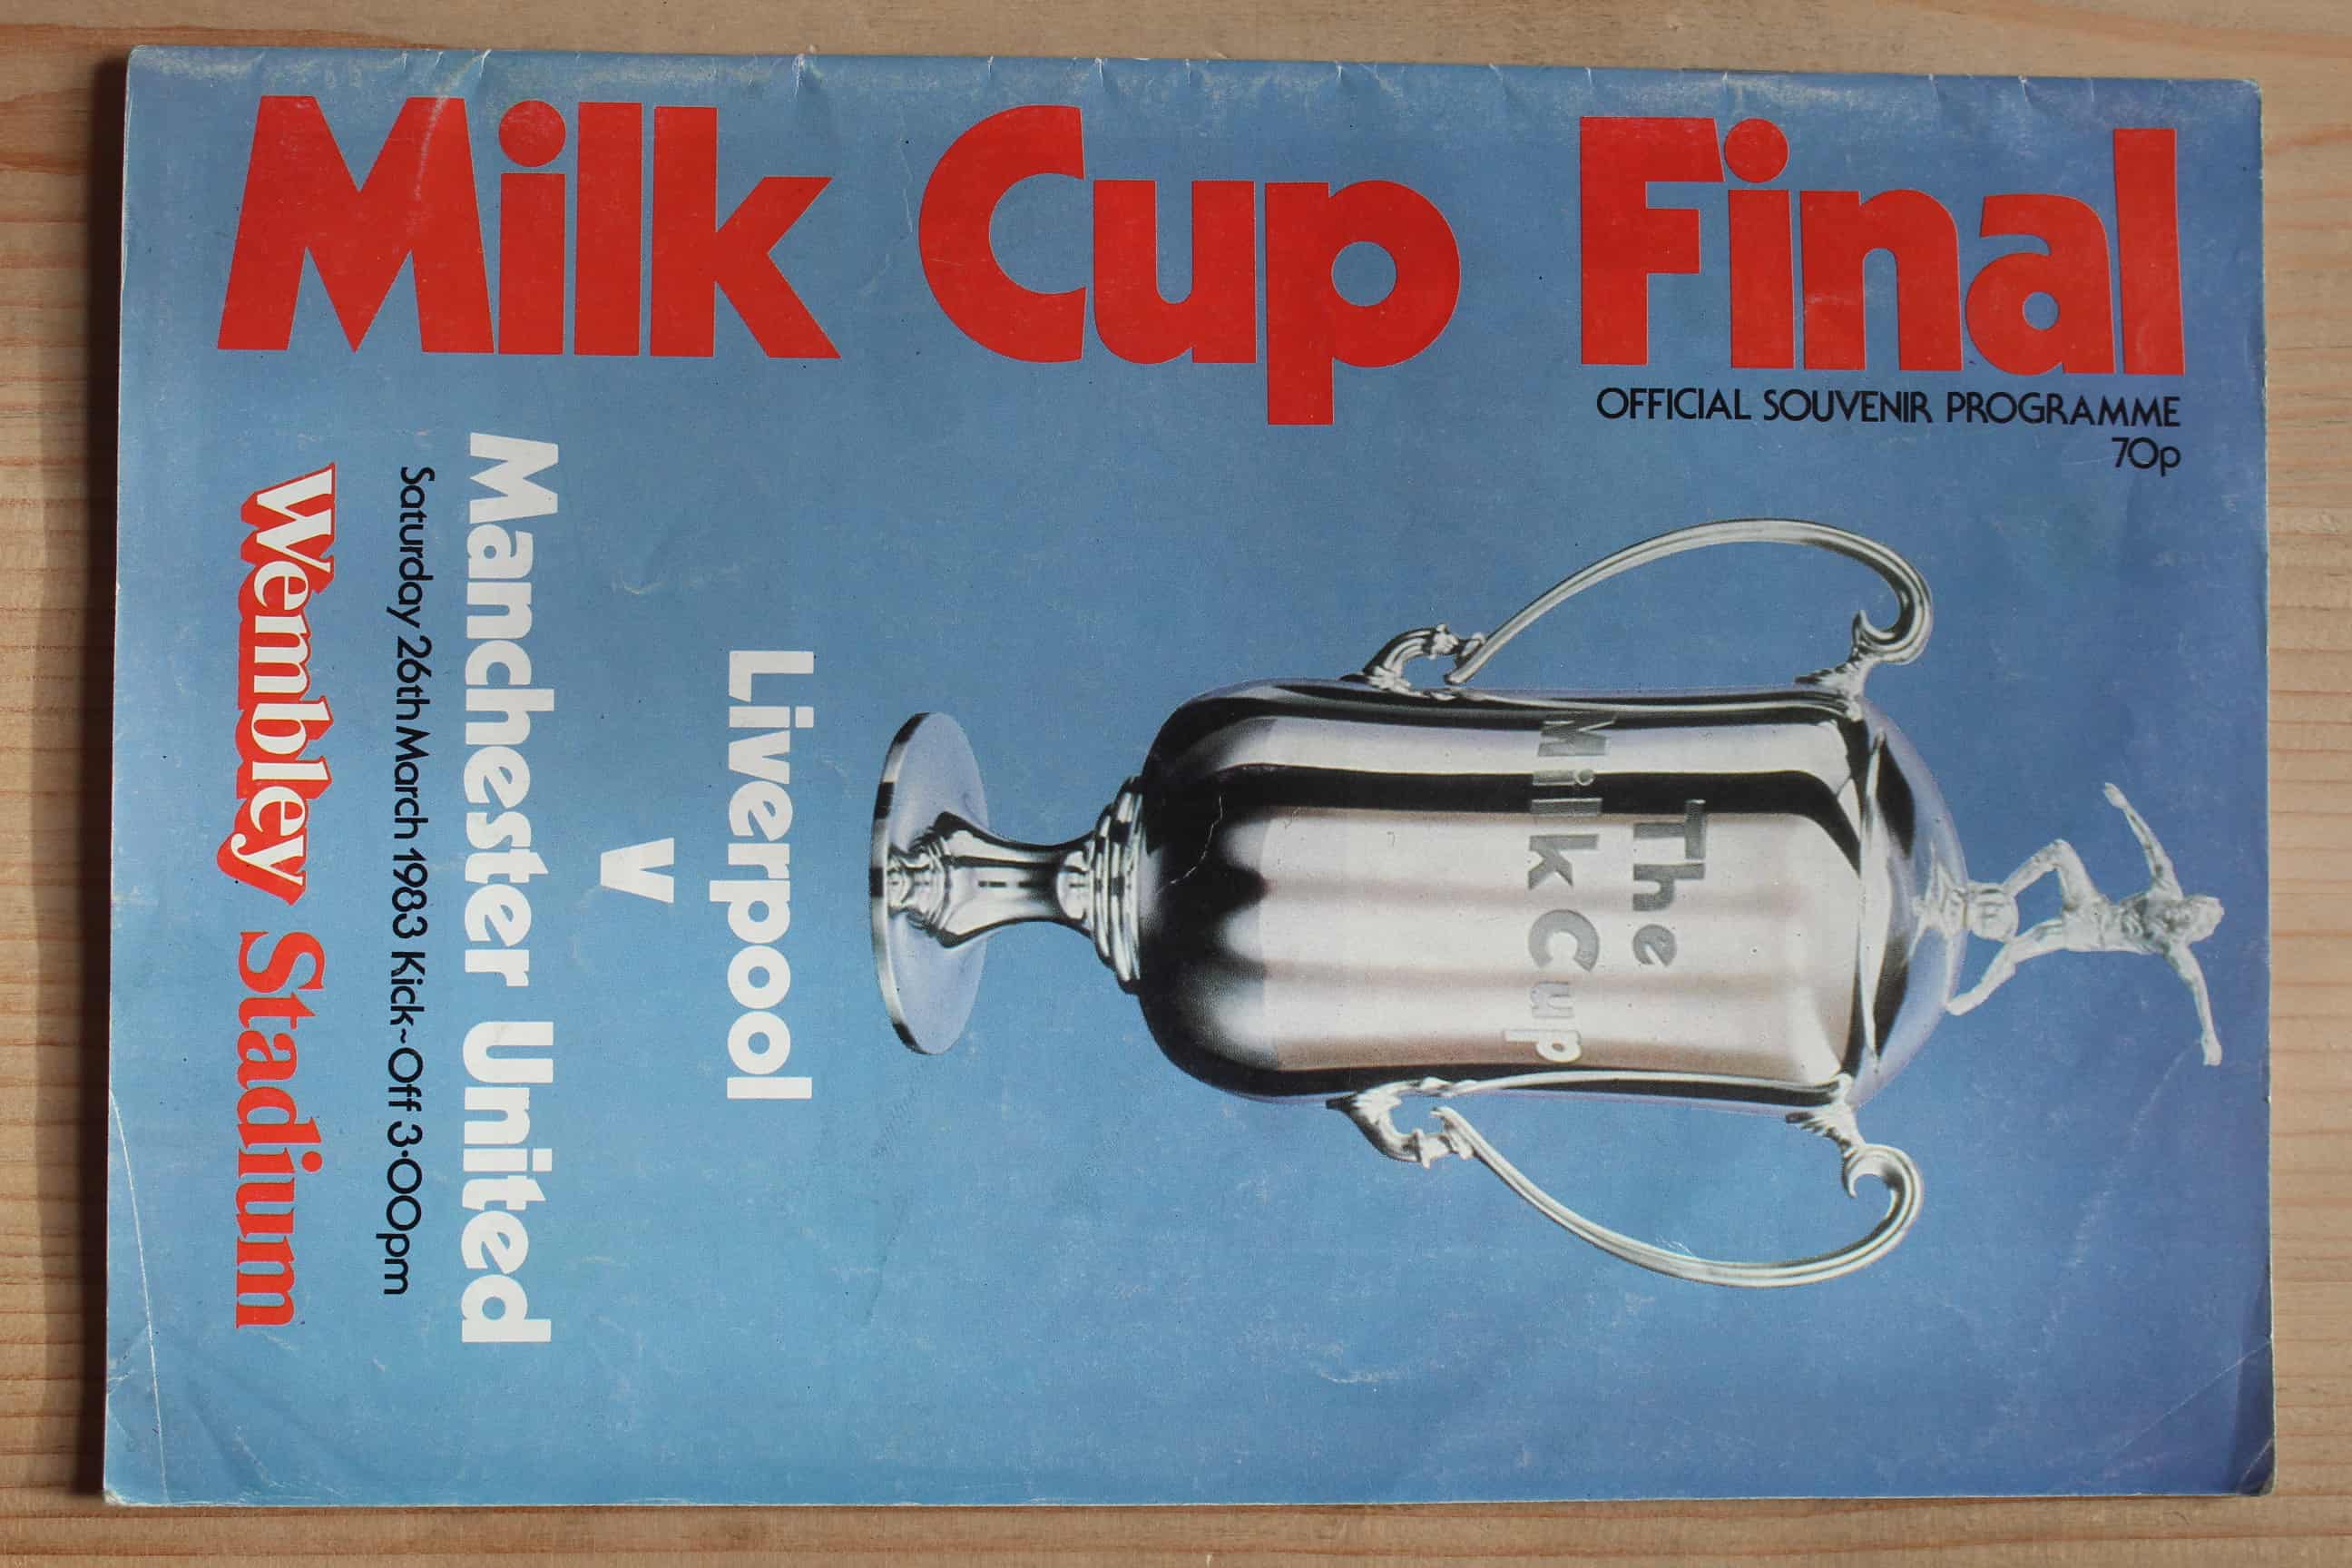 Milk Cup Final
OFFICIAL SOUVENIR PROGRAMME
70p
The
Milk Cup
Liverpool
v
Manchester United
Saturday 26th March 1983 Kick~Off 3·00pm
Wembley Stadium